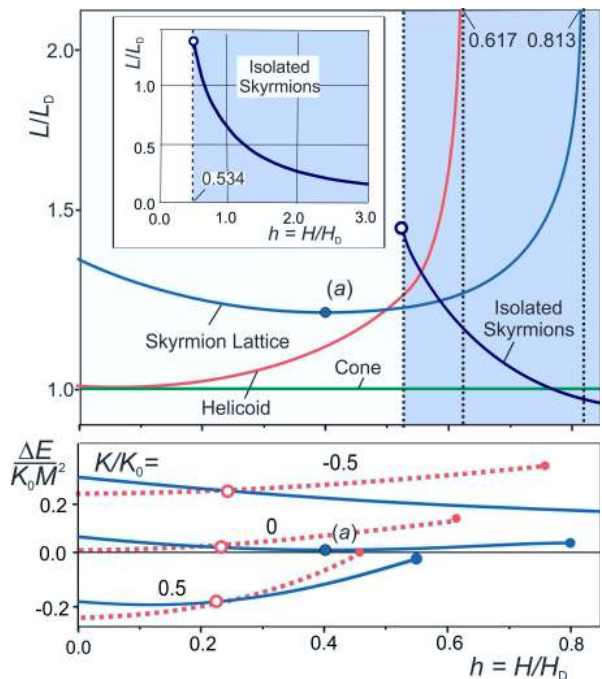 2.0
1.5
1.0
L/L_D
0.617 0.813
(a)
Skyrmion Lattice
Helicoid
Cone
Isolated
Skyrmions
L/L_D
1.0
0.5
0.0
Isolated
Skyrmions
0.534
0.0 1.0 2.0 3.0
h = H/H_D
ΔE
K₀M²
0.2
0.0
-0.2
K/K₀=
-0.5
0
(a)
0.5
0.0 0.2 0.4 0.6 0.8
h = H/H_D